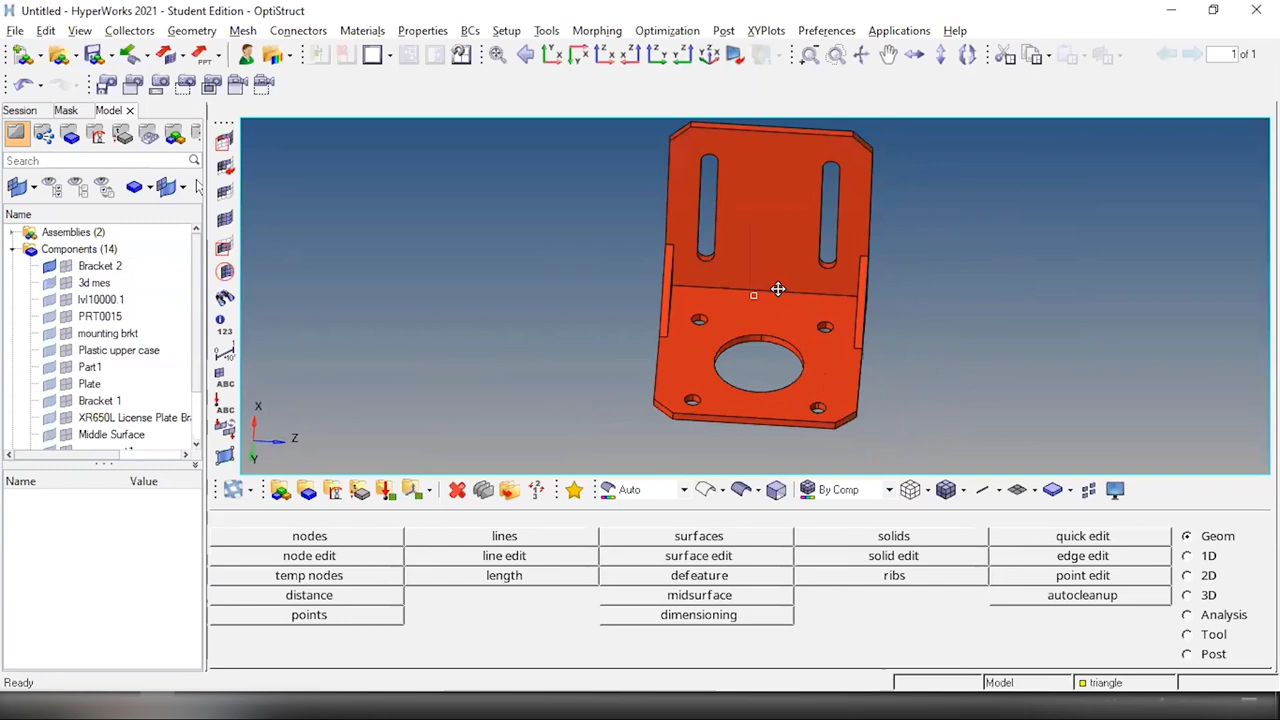 Untitled - HyperWorks 2021 - Student Edition - OptiStruct
File Edit View Collectors Geometry Mesh Connectors Materials Properties BCs Setup Tools Morphing Optimization Post XYPlots Preferences Applications Help
PPT
1 of 1
Session Mask Model
Search
Name
Assemblies (2)
Components (14)
Bracket 2
3d mes
lvl10000.1
PRT0015
mounting brkt
Plastic upper case
Part1
Plate
Bracket 1
XR650L License Plate Br
Middle Surface
Name Value
123
ABC
ABC
X
Z
Y
Auto By Comp
nodes lines surfaces solids quick edit Geom
node edit line edit surface edit solid edit edge edit 1D
temp nodes length defeature ribs point edit 2D
distance midsurface autocleanup 3D
points dimensioning Analysis
Tool
Post
Ready Model triangle